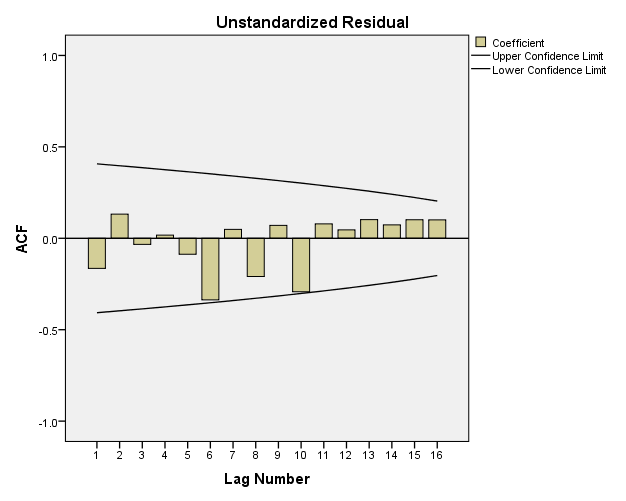 Unstandardized Residual
Coefficient
Upper Confidence Limit
Lower Confidence Limit
ACF
1.0
0.5
0.0
-0.5
-1.0
1 2 3 4 5 6 7 8 9 10 11 12 13 14 15 16
Lag Number